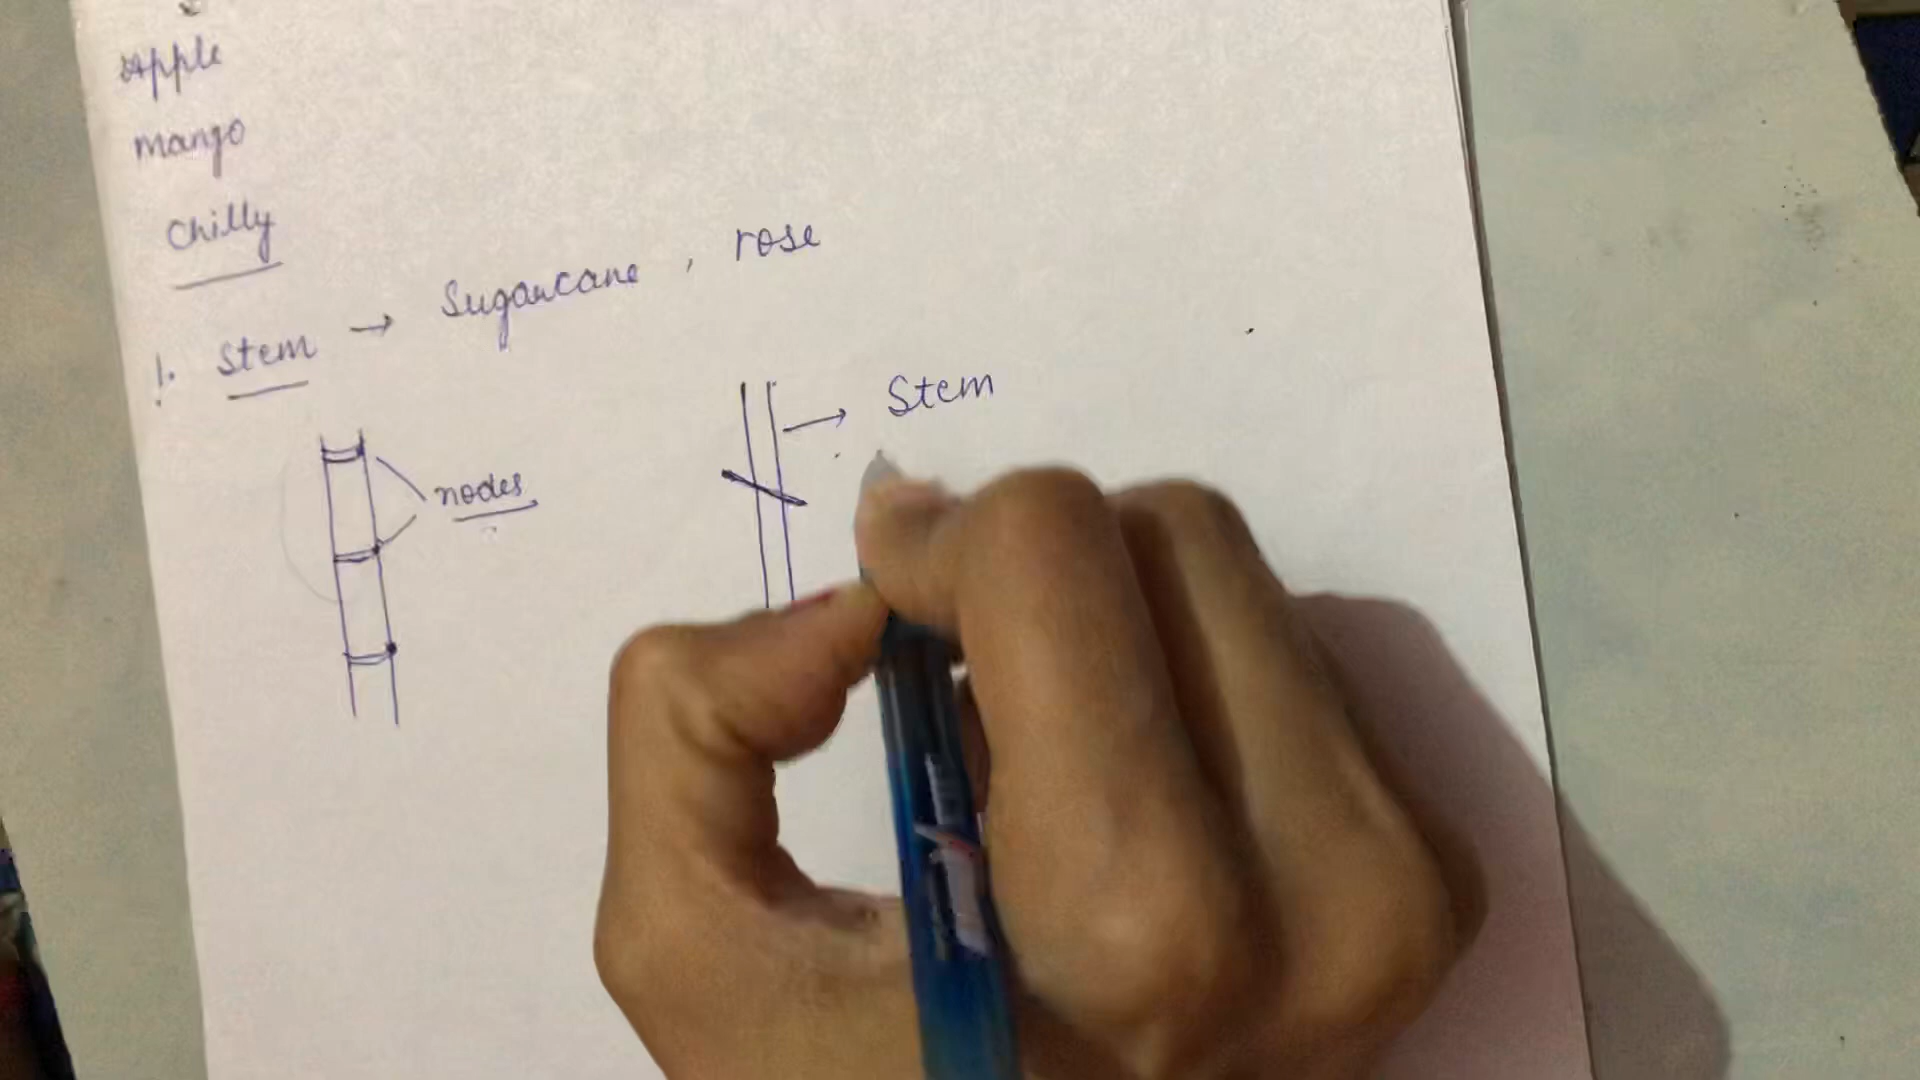 Apple
mango
chilly
1. Stem → Sugarcane , rose
Stem
nodes